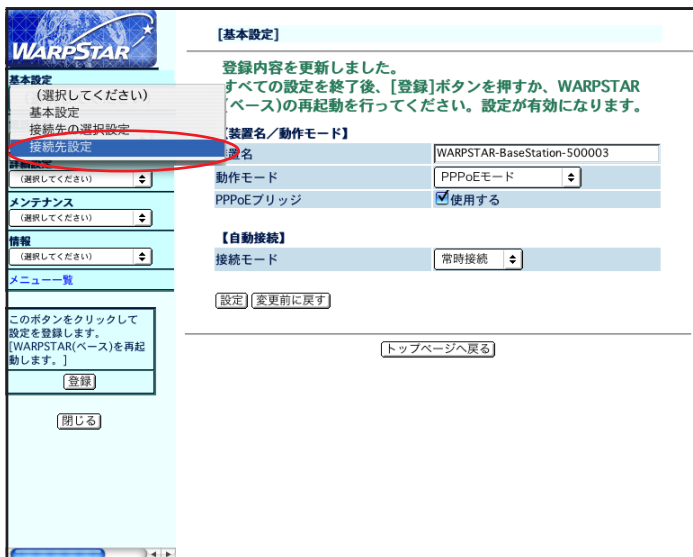 WARPSTAR
基本設定
(選択してください)
基本設定
接続先の選択設定
接続先設定
詳細設定
(選択してください)
メンテナンス
(選択してください)
情報
(選択してください)
メニュー一覧
このボタンをクリックして
設定を登録します。
[WARPSTAR(ベース)を再起
動します。]
登録
閉じる
[基本設定]
登録内容を更新しました。
すべての設定を終了後、[登録]ボタンを押すか、WARPSTAR
(ベース)の再起動を行ってください。設定が有効になります。
【装置名／動作モード】
装置名 WARPSTAR-BaseStation-500003
動作モード PPPoEモード
PPPoEブリッジ 使用する
【自動接続】
接続モード 常時接続
設定 変更前に戻す
トップページへ戻る